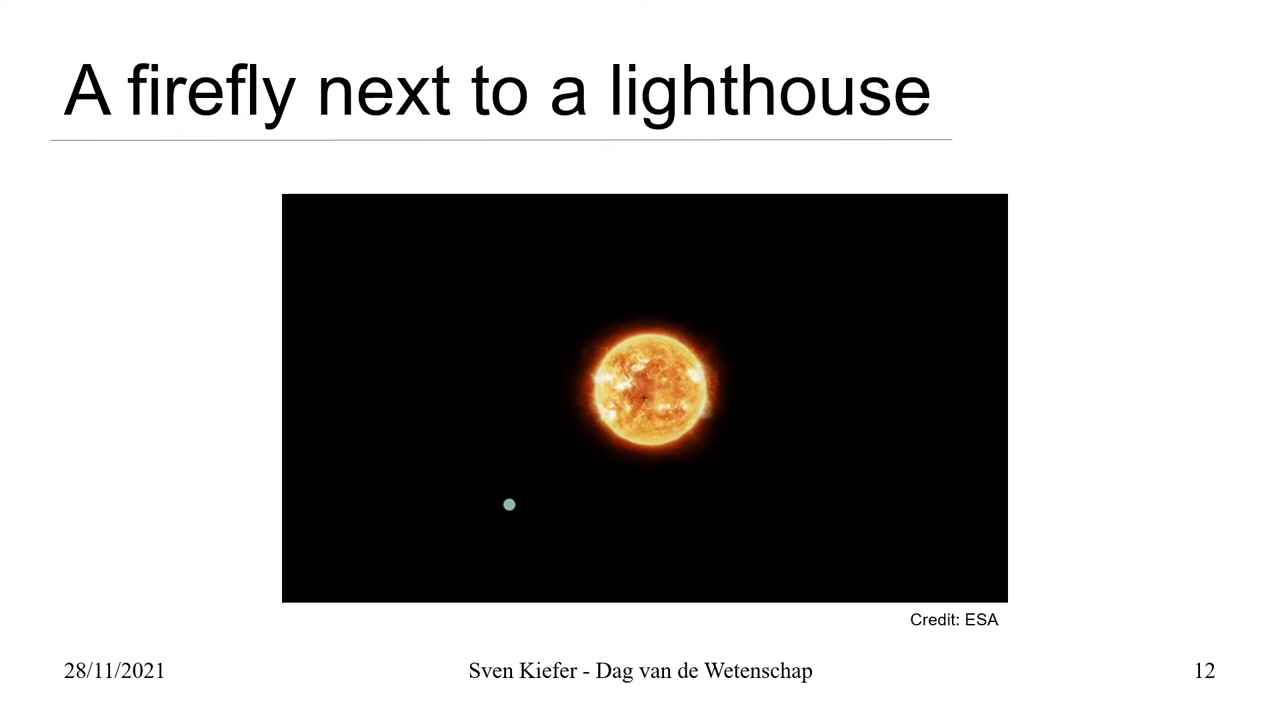 A firefly next to a lighthouse
Credit: ESA
28/11/2021
Sven Kiefer - Dag van de Wetenschap
12